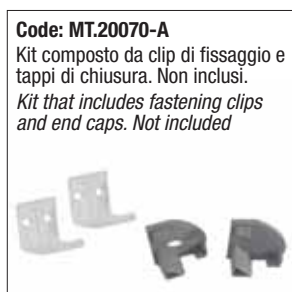 Code: MT.20070-A
Kit composto da clip di fissaggio e
tappi di chiusura. Non inclusi.
Kit that includes fastening clips
and end caps. Not included